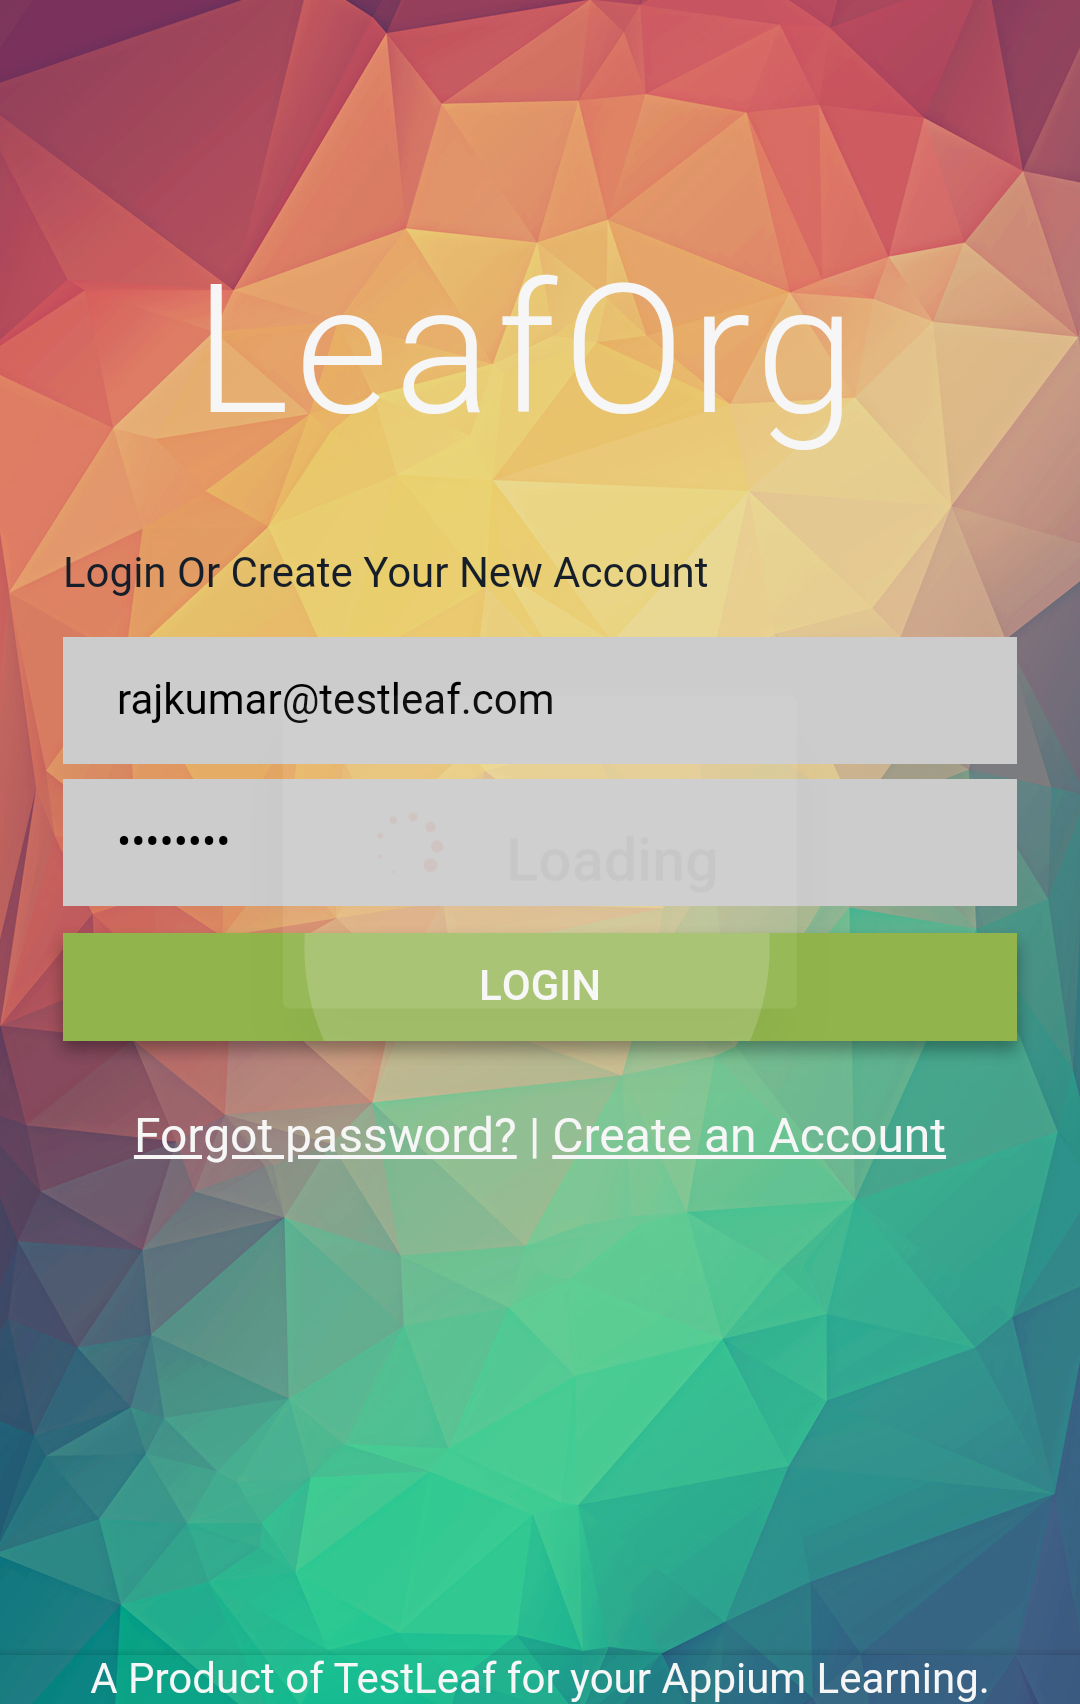 LeafOrg
Login Or Create Your New Account
rajkumar@testleaf.com
••••••••
Loading
LOGIN
Forgot password? | Create an Account
A Product of TestLeaf for your Appium Learning.